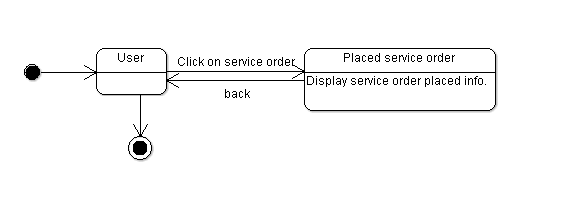 User
Click on service order
Placed service order
Display service order placed info.
back